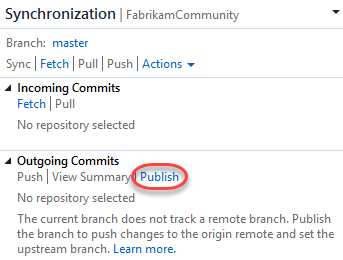 Synchronization | FabrikamCommunity
Branch: master
Sync | Fetch | Pull | Push | Actions
Incoming Commits
Fetch | Pull
No repository selected
Outgoing Commits
Push | View Summary | Publish
No repository selected
The current branch does not track a remote branch. Publish
the branch to push changes to the origin remote and set the
upstream branch. Learn more.